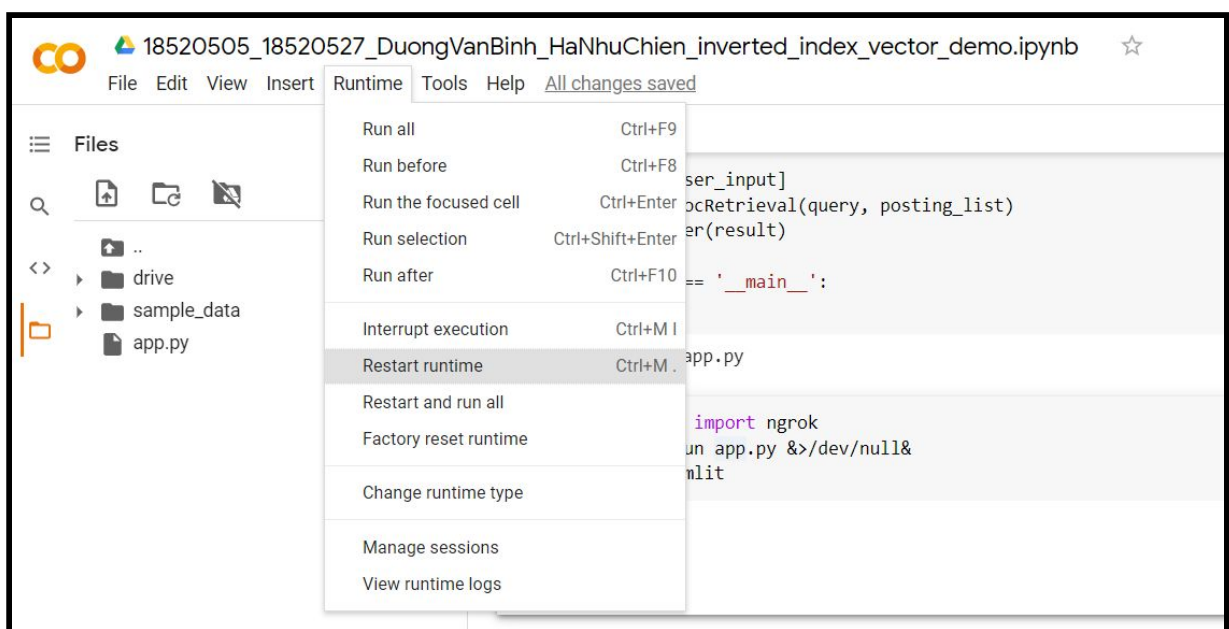 18520505_18520527_DuongVanBinh_HaNhuChien_inverted_index_vector_demo.ipynb
File Edit View Insert Runtime Tools Help All changes saved
Files
..
drive
sample_data
app.py
Run all Ctrl+F9
Run before Ctrl+F8
Run the focused cell Ctrl+Enter
Run selection Ctrl+Shift+Enter
Run after Ctrl+F10
Interrupt execution Ctrl+M I
Restart runtime Ctrl+M .
Restart and run all
Factory reset runtime
Change runtime type
Manage sessions
View runtime logs
ser_input]
ocRetrieval(query, posting_list)
er(result)
== '__main__':
app.py
import ngrok
un app.py &>/dev/null&
mlit